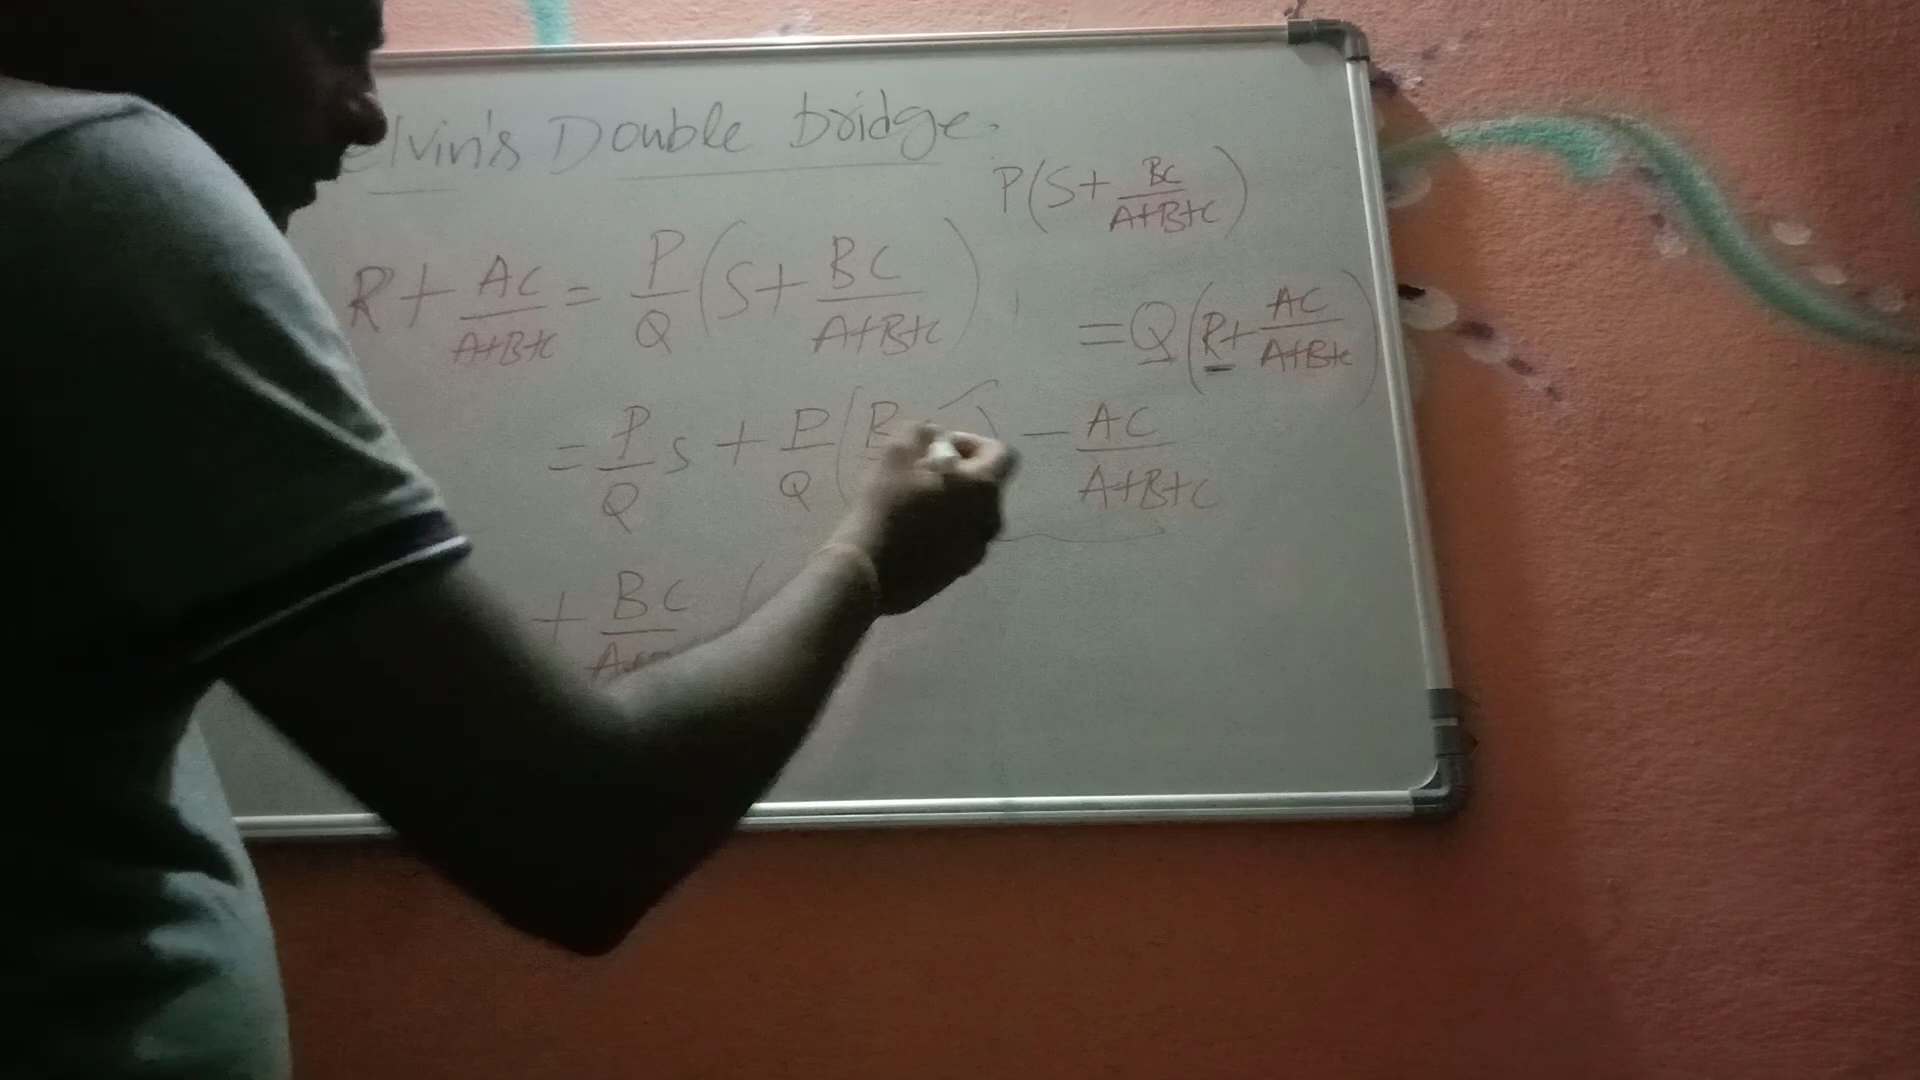 elvin's Double bridge.
P(S+ BC/A+B+C)
R + AC/A+B+C = P/Q (S+ BC/A+B+C)
= Q (R+ AC/A+B+C)
= P/Q S + P/Q (B ) - AC/A+B+C
+ BC/A (